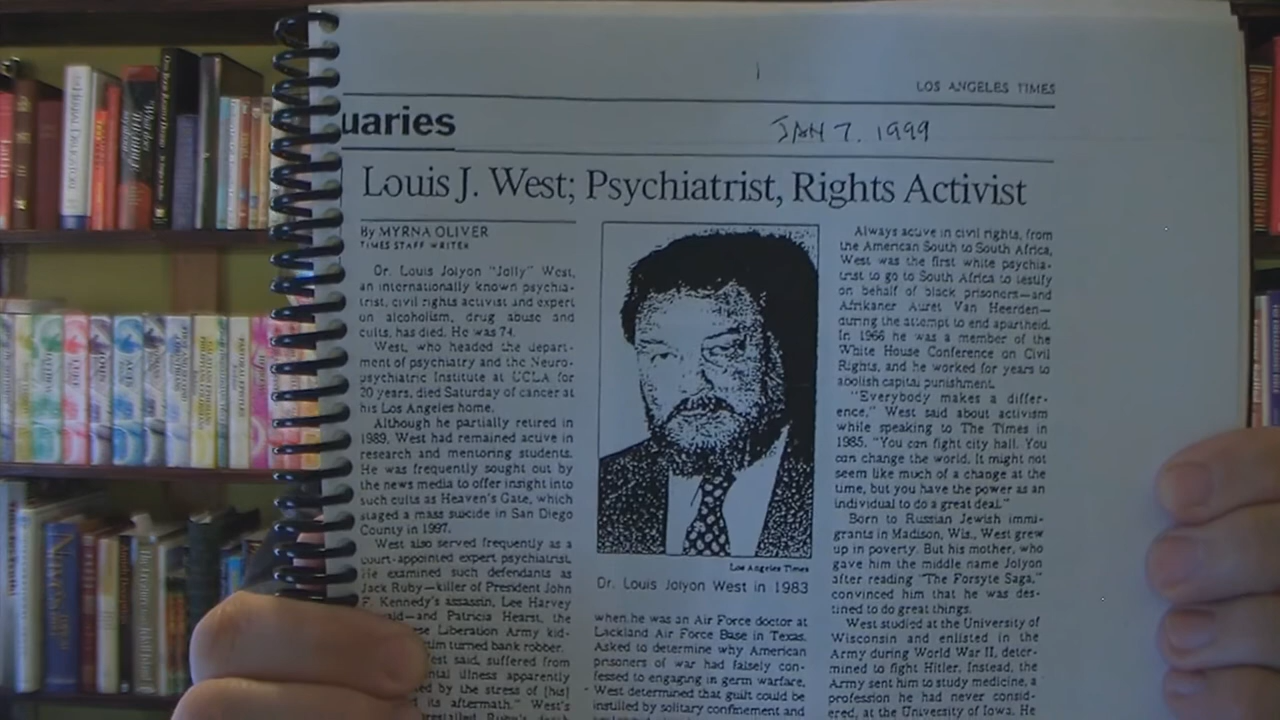 LOS ANGELES TIMES
uaries
JAN 7. 1999
Louis J. West; Psychiatrist, Rights Activist
By MYRNA OLIVER
TIMES STAFF WRITER
Dr. Louis Jolyon "Jolly" West,
an internationally known psychia-
trist, civil rights activist and expert
on alcoholism, drug abuse and
cults, has died. He was 74.
West, who headed the depart-
ment of psychiatry and the Neuro-
psychiatric Institute at UCLA for
20 years, died Saturday of cancer at
his Los Angeles home.
Although he partially retired in
1989, West had remained active in
research and mentoring students.
He was frequently sought out by
the news media to offer insight into
such cults as Heaven's Gate, which
staged a mass suicide in San Diego
County in 1997.
West also served frequently as a
court-appointed expert psychiatrist.
He examined such defendants as
Jack Ruby—killer of President John
F. Kennedy's assassin, Lee Harvey
ald—and Patricia Hearst, the
ese Liberation Army kid-
tim turned bank robber.
est said, suffered from
ntal illness apparently
ed by the stress of [his]
its aftermath." West's
Los Angeles Times
Dr. Louis Jolyon West in 1983
when he was an Air Force doctor at
Lackland Air Force Base in Texas.
Asked to determine why American
prisoners of war had falsely con-
fessed to engaging in germ warfare,
West determined that guilt could be
instilled by solitary confinement and
Always active in civil rights, from
the American South to South Africa,
West was the first white psychia-
trist to go to South Africa to testify
on behalf of black prisoners—and
Afrikaner Auret Van Heerden—
during the attempt to end apartheid.
In 1966 he was a member of the
White House Conference on Civil
Rights, and he worked for years to
abolish capital punishment.
"Everybody makes a differ-
ence," West said about activism
while speaking to The Times in
1985. "You can fight city hall. You
can change the world. It might not
seem like much of a change at the
time, but you have the power as an
individual to do a great deal."
Born to Russian Jewish immi-
grants in Madison, Wis., West grew
up in poverty. But his mother, who
gave him the middle name Jolyon
after reading "The Forsyte Saga,"
convinced him that he was des-
tined to do great things.
West studied at the University of
Wisconsin and enlisted in the
Army during World War II, deter-
mined to fight Hitler. Instead, the
Army sent him to study medicine, a
profession he had never consid-
ered, at the University of Iowa. He